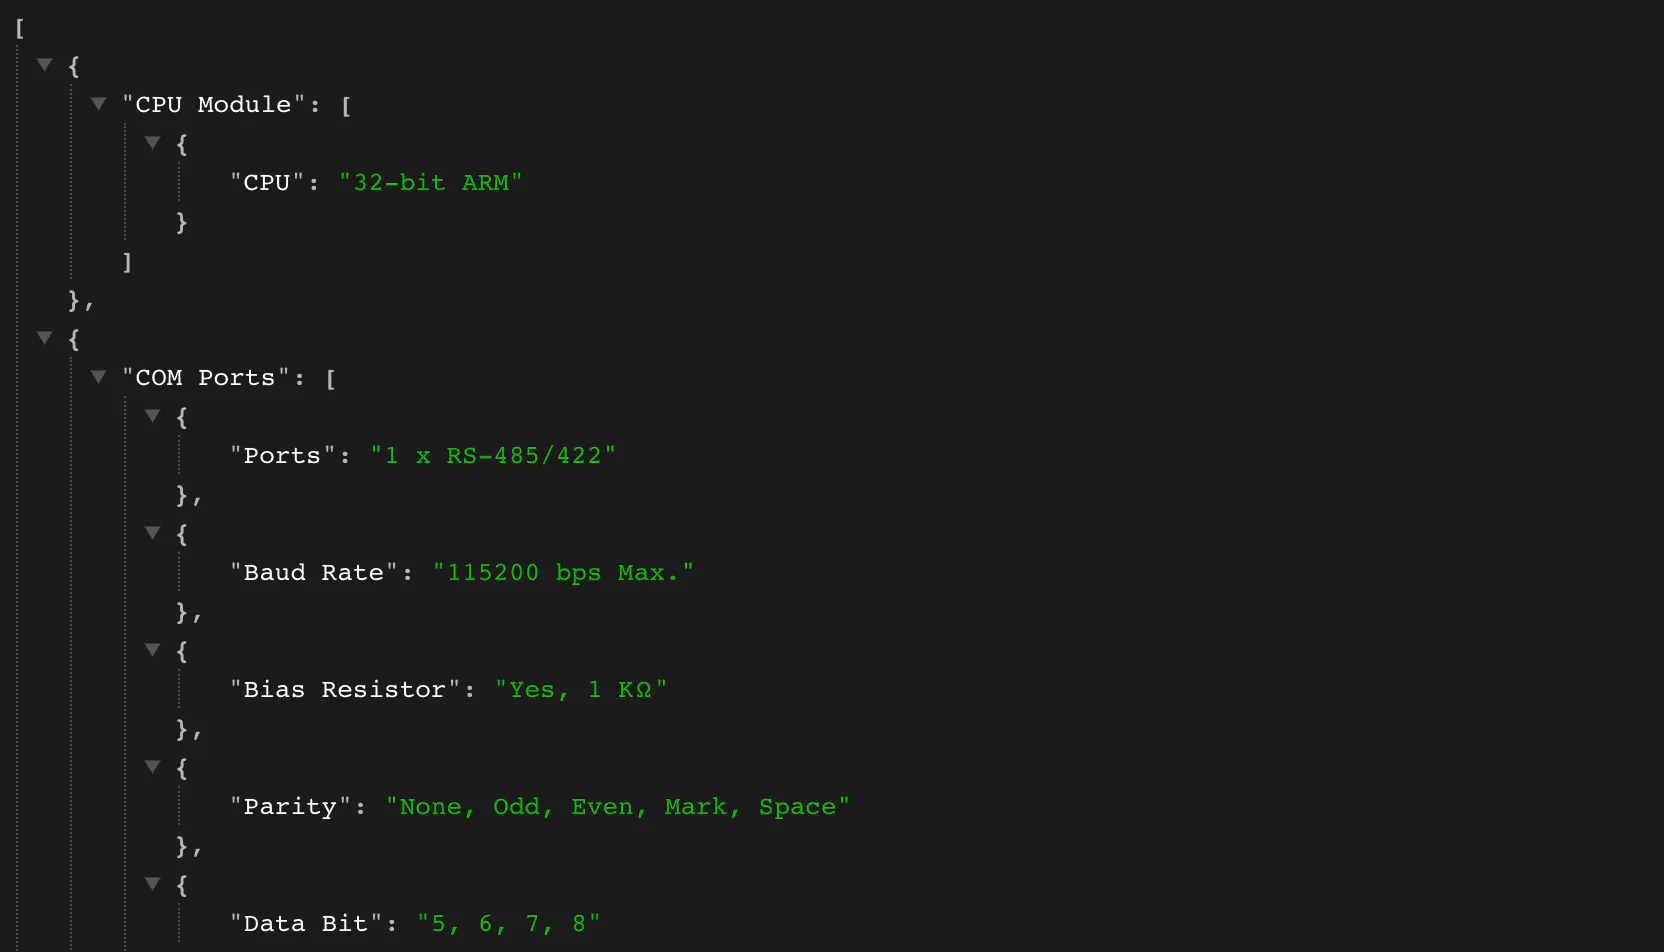 [
{
"CPU Module": [
{
"CPU": "32-bit ARM"
}
]
},
{
"COM Ports": [
{
"Ports": "1 x RS-485/422"
},
{
"Baud Rate": "115200 bps Max."
},
{
"Bias Resistor": "Yes, 1 KΩ"
},
{
"Parity": "None, Odd, Even, Mark, Space"
},
{
"Data Bit": "5, 6, 7, 8"